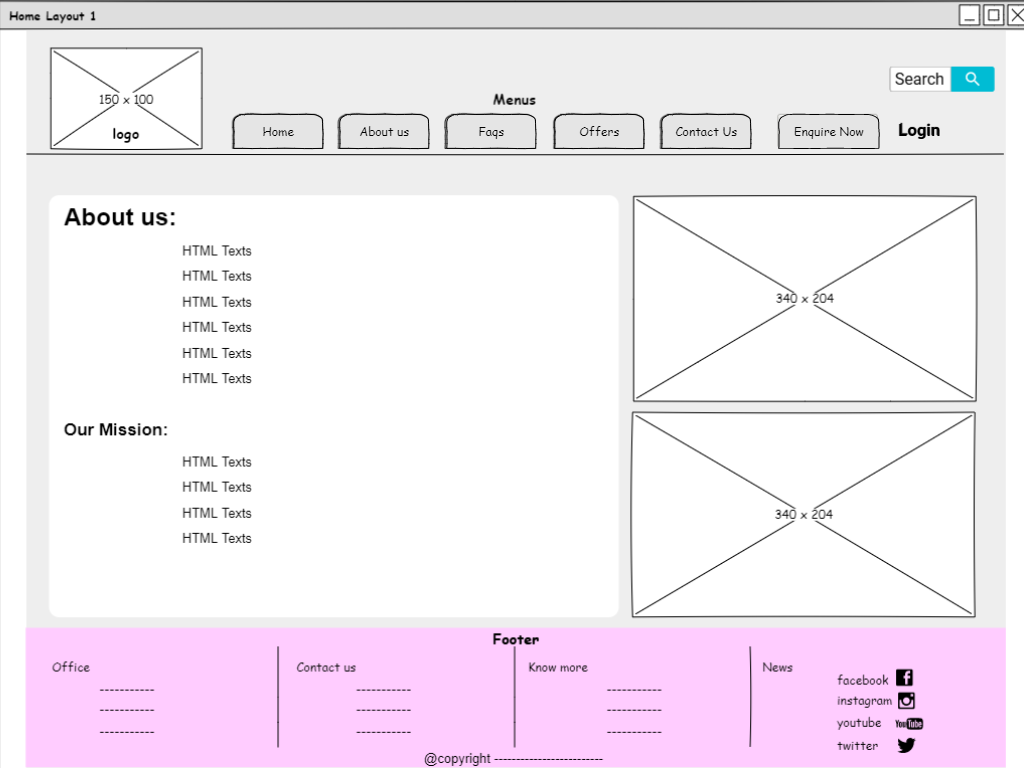 Home Layout 1
150 x 100
logo
Search
Menus
Home
About us
Faqs
Offers
Contact Us
Enquire Now
Login
About us:
HTML Texts
HTML Texts
HTML Texts
HTML Texts
HTML Texts
HTML Texts
Our Mission:
HTML Texts
HTML Texts
HTML Texts
HTML Texts
340 x 204
340 x 204
Footer
Office
-----------
-----------
-----------
Contact us
-----------
-----------
-----------
Know more
-----------
-----------
-----------
News
facebook
instagram
youtube YouTube
twitter
@copyright -------------------------